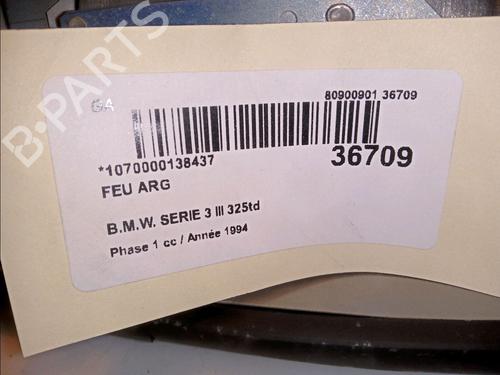 B-PARTS
GA
80900901 36709
*1070000138437
36709
FEU ARG
B.M.W. SERIE 3 III 325td
Phase 1 cc / Année 1994